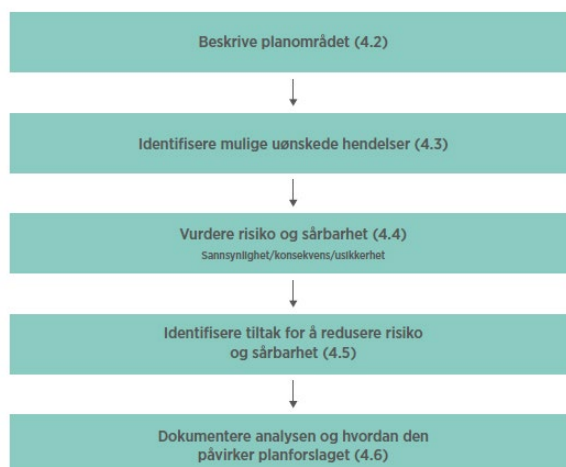 Beskrive planområdet (4.2)
Identifisere mulige uønskede hendelser (4.3)
Vurdere risiko og sårbarhet (4.4)
Sannsynlighet/konsekvens/usikkerhet
Identifisere tiltak for å redusere risiko
og sårbarhet (4.5)
Dokumentere analysen og hvordan den
påvirker planforslaget (4.6)